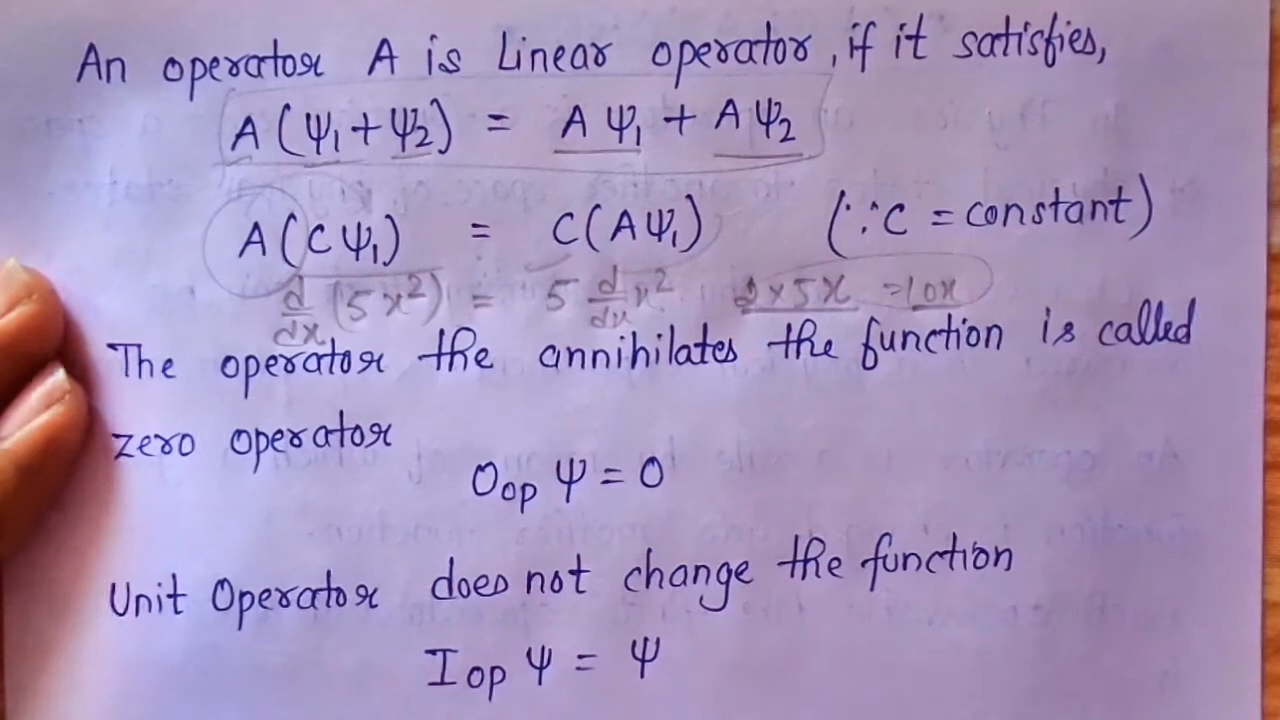 An operator A is Linear operator, if it satisfies,
A(ψ₁ + ψ₂) = Aψ₁ + Aψ₂
A(Cψ₁) = C(Aψ₁) (∵C = constant)
d/dx (5x²) = 5 d/dx x² 2×5x =10x
The operator the annihilates the function is called
zero operator
Oop ψ = 0
Unit Operator does not change the function
Iop ψ = ψ